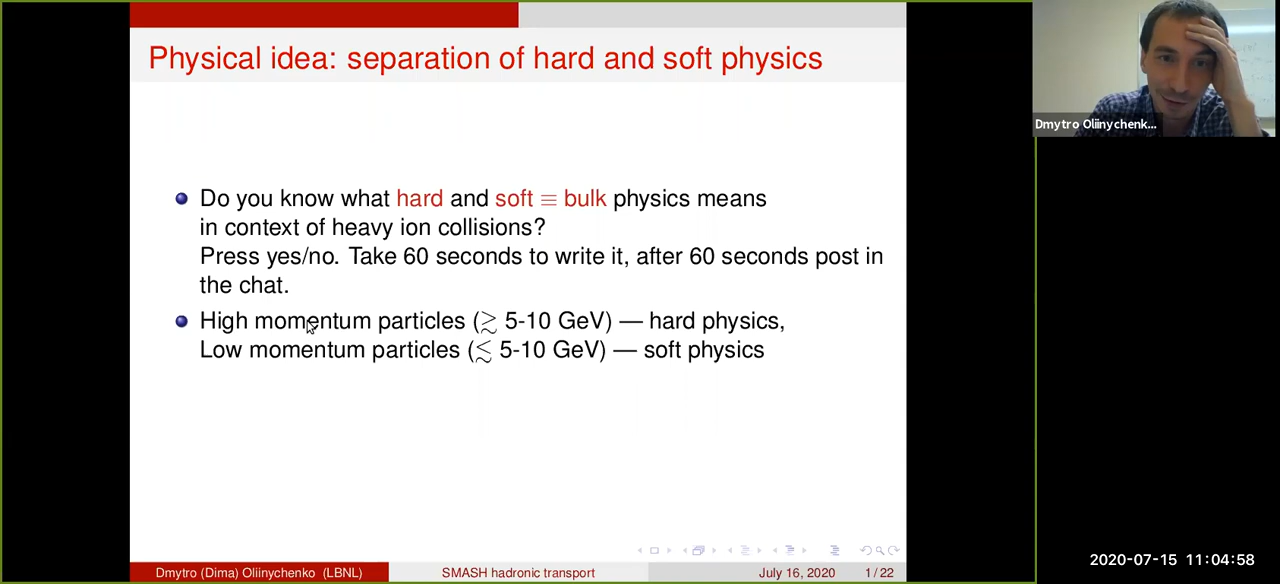 Physical idea: separation of hard and soft physics
Do you know what hard and soft ≡ bulk physics means
in context of heavy ion collisions?
Press yes/no. Take 60 seconds to write it, after 60 seconds post in
the chat.
High momentum particles (≳ 5-10 GeV) — hard physics,
Low momentum particles (≲ 5-10 GeV) — soft physics
Dmytro (Dima) Oliinychenko (LBNL)
SMASH hadronic transport
July 16, 2020
1 / 22
Dmytro Oliinychenk...
2020-07-15 11:04:58